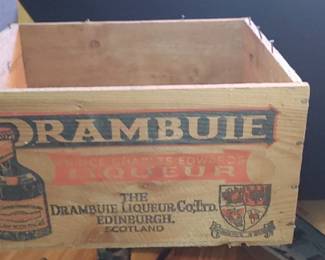 DRAMBUIE
PRINCE CHARLES EDWARD'S
LIQUEUR
THE
DRAMBUIE LIQUEUR CO., LTD.
EDINBURGH,
SCOTLAND